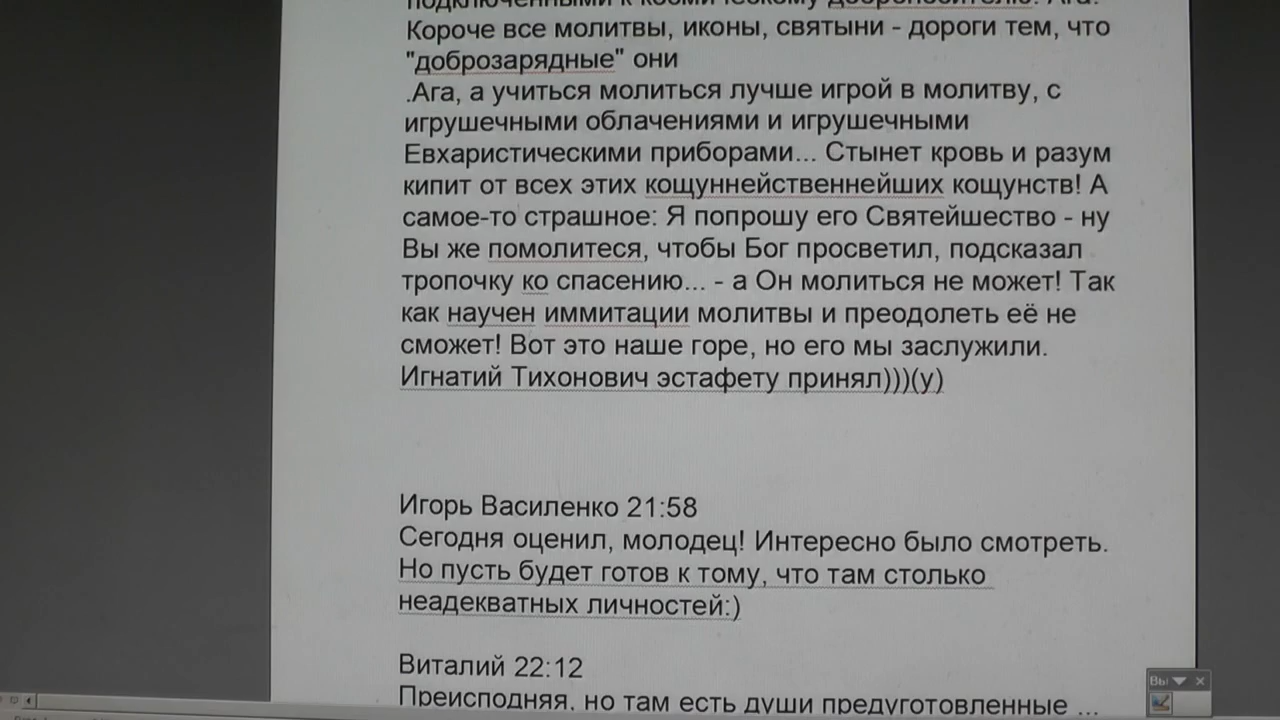 подключенными к космическому
Короче все молитвы, иконы, святыни - дороги тем, что
"доброзарядные" они
.Ага, а учиться молиться лучше игрой в молитву, с
игрушечными облачениями и игрушечными
Евхаристическими приборами... Стынет кровь и разум
кипит от всех этих кощуннейственнейших кощунств! А
самое-то страшное: Я попрошу его Святейшество - ну
Вы же помолитеся, чтобы Бог просветил, подсказал
тропочку ко спасению... - а Он молиться не может! Так
как научен иммитации молитвы и преодолеть её не
сможет! Вот это наше горе, но его мы заслужили.
Игнатий Тихонович эстафету принял)))(у)
Игорь Василенко 21:58
Сегодня оценил, молодец! Интересно было смотреть.
Но пусть будет готов к тому, что там столько
неадекватных личностей:)
Виталий 22:12
Преисподняя, но там есть души предуготовленные ...
Вы